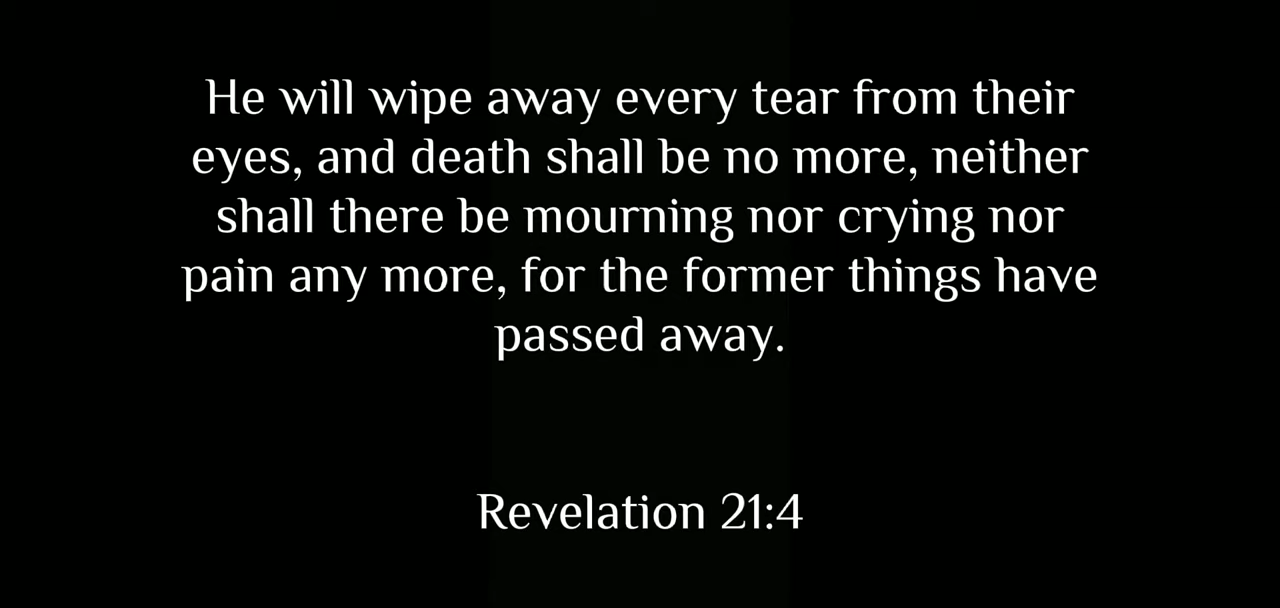 He will wipe away every tear from their
eyes, and death shall be no more, neither
shall there be mourning nor crying nor
pain any more, for the former things have
passed away.
Revelation 21:4